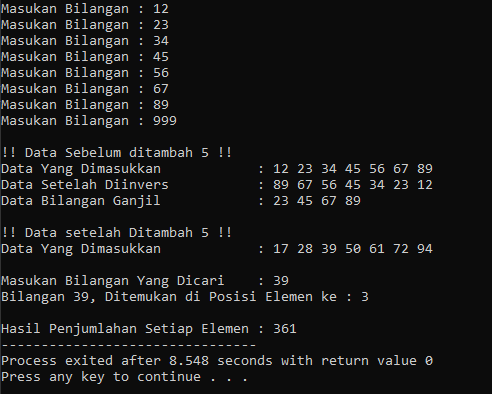 Masukan Bilangan : 12
Masukan Bilangan : 23
Masukan Bilangan : 34
Masukan Bilangan : 45
Masukan Bilangan : 56
Masukan Bilangan : 67
Masukan Bilangan : 89
Masukan Bilangan : 999
!! Data Sebelum ditambah 5 !!
Data Yang Dimasukkan : 12 23 34 45 56 67 89
Data Setelah Diinvers : 89 67 56 45 34 23 12
Data Bilangan Ganjil : 23 45 67 89
!! Data setelah Ditambah 5 !!
Data Yang Dimasukkan : 17 28 39 50 61 72 94
Masukan Bilangan Yang Dicari : 39
Bilangan 39, Ditemukan di Posisi Elemen ke : 3
Hasil Penjumlahan Setiap Elemen : 361
--------------------------------
Process exited after 8.548 seconds with return value 0
Press any key to continue . . .